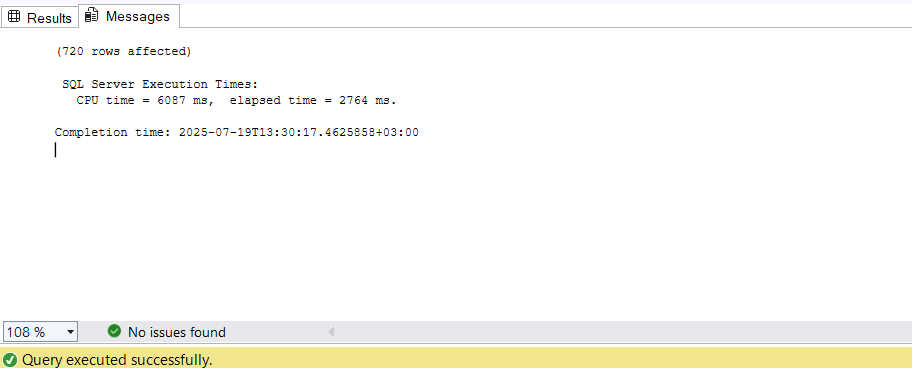 Results Messages
(720 rows affected)
SQL Server Execution Times:
CPU time = 6087 ms,  elapsed time = 2764 ms.
Completion time: 2025-07-19T13:30:17.4625858+03:00
108 % No issues found
Query executed successfully.